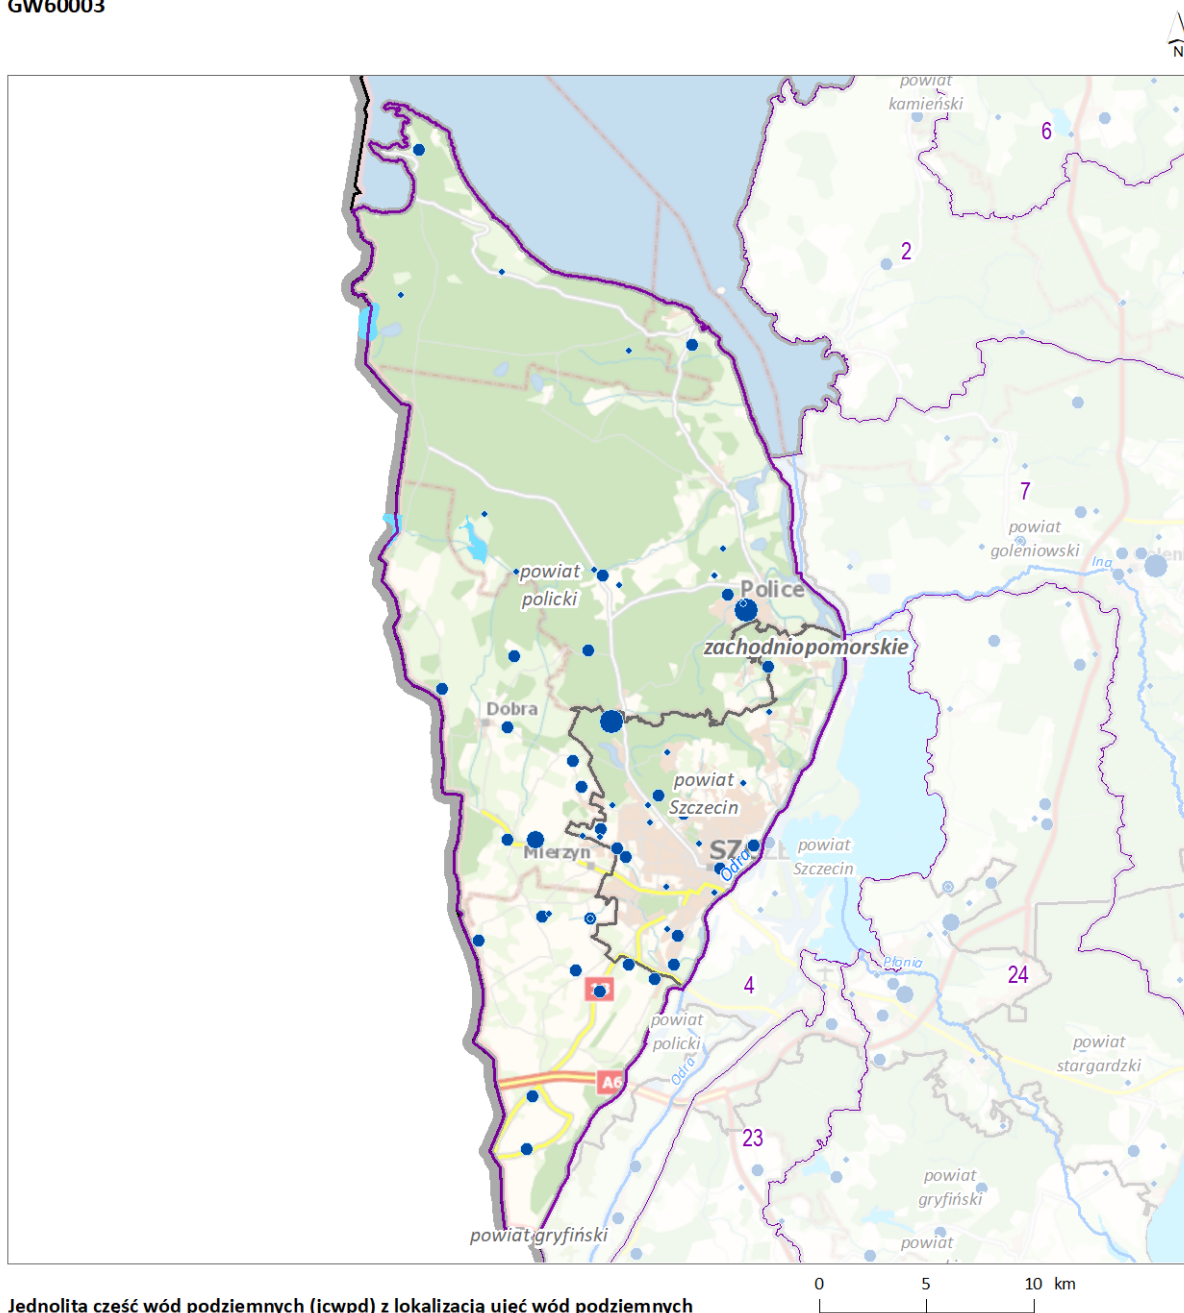 GW60003
N
powiat
kamieński
6
2
7
powiat
goleniowski
Ina
powiat
policki
Police
zachodniopomorskie
Dobra
powiat
Szczecin
Mierzyn
Odra
powiat
Szczecin
Płonia
4
24
powiat
policki
powiat
stargardzki
A6
Odra
23
powiat
gryfiński
powiat gryfiński
powiat
0 5 10 km
Jednolita część wód podziemnych (jcwpd) z lokalizacją ujęć wód podziemnych